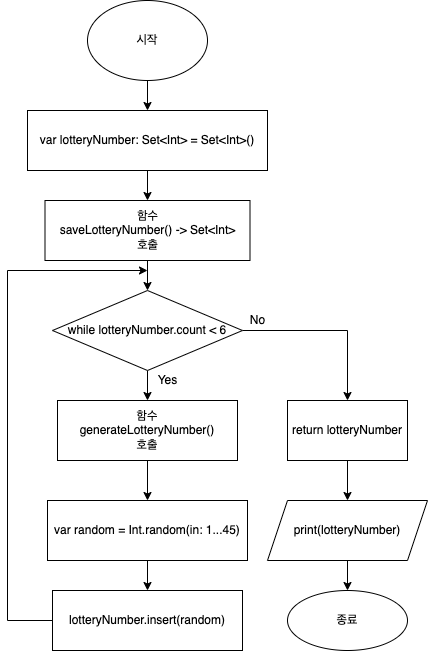 시작
var lotteryNumber: Set<Int> = Set<Int>()
함수
saveLotteryNumber() -> Set<Int>
호출
while lotteryNumber.count < 6
No
Yes
함수
generateLotteryNumber()
호출
return lotteryNumber
var random = Int.random(in: 1...45)
print(lotteryNumber)
lotteryNumber.insert(random)
종료